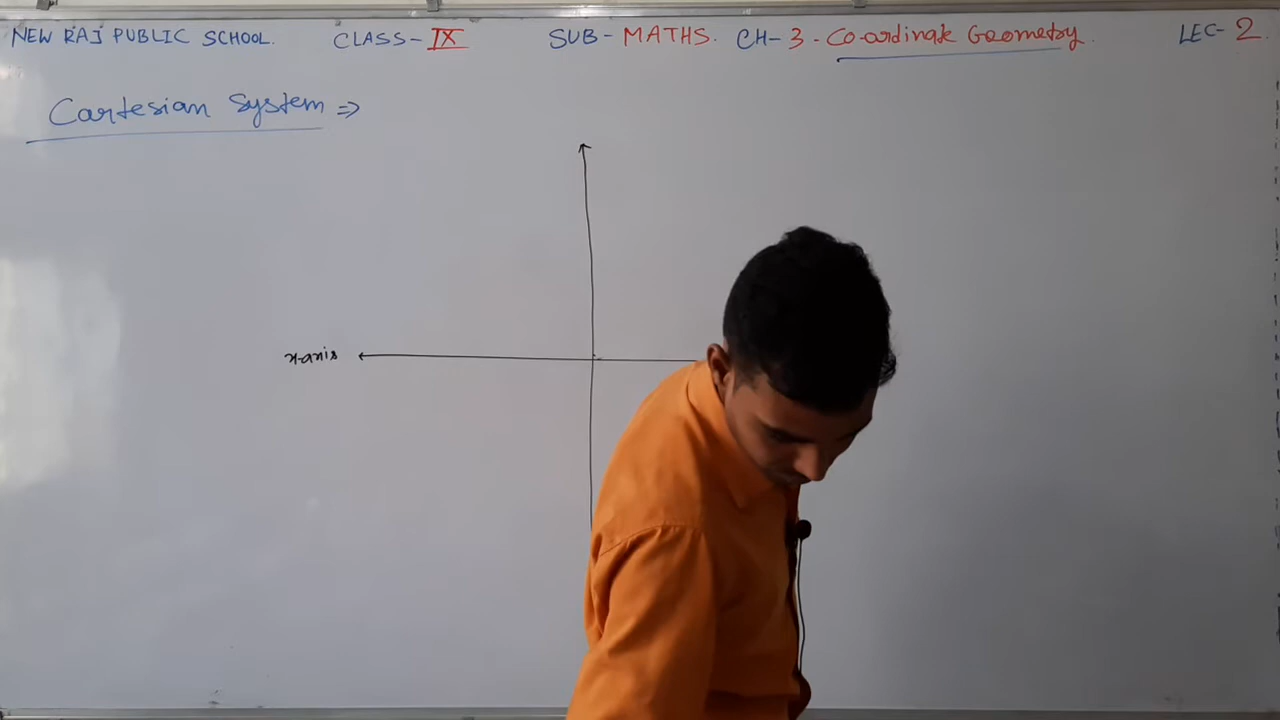 NEW RAJ PUBLIC SCHOOL. CLASS- IX SUB- MATHS. CH- 3. Co-ordinate Geometry. LEC- 2.
Cartesian System ⇒
x-axis